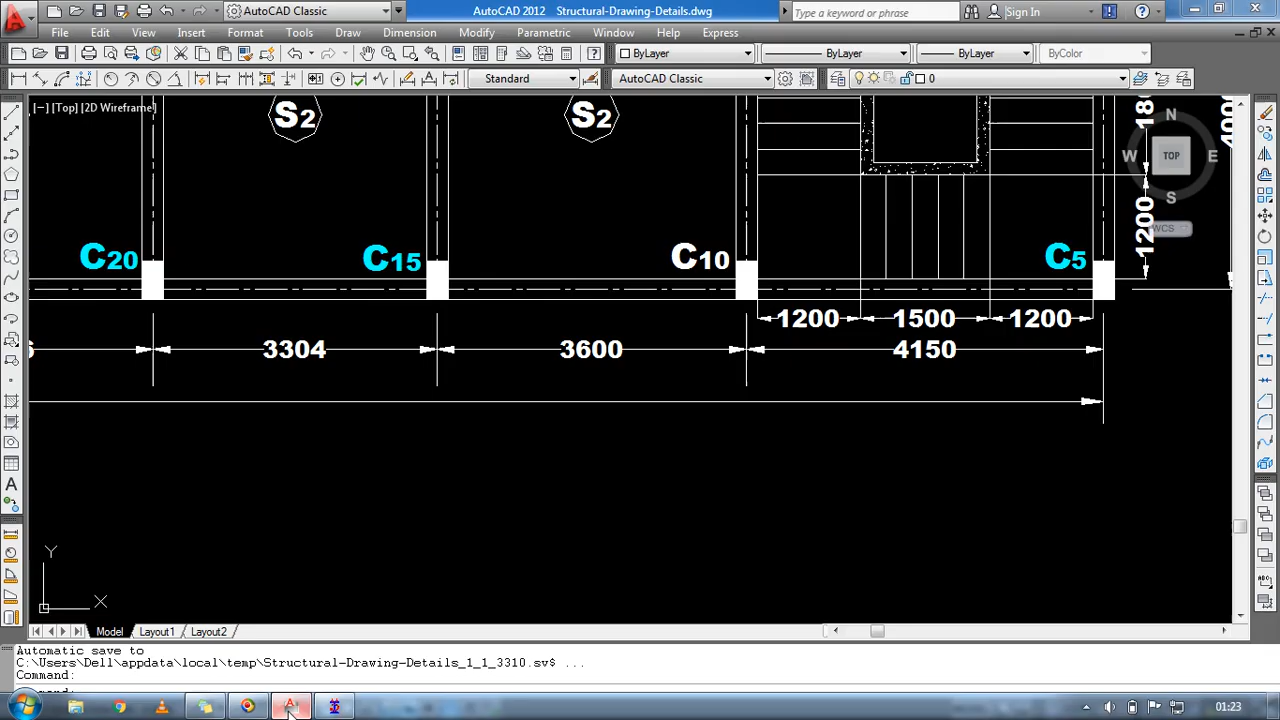 AutoCAD Classic
AutoCAD 2012 Structural-Drawing-Details.dwg
Type a keyword or phrase
Sign In
File Edit View Insert Format Tools Draw Dimension Modify Parametric Window Help Express
ByLayer ByLayer ByLayer ByColor
Standard AutoCAD Classic 0
[−] [Top] [2D Wireframe]
S2 S2
N
W TOP E
S
WCS
1200
C20 C15 C10 C5
1200 1500 1200
3304 3600 4150
Y
X
Model Layout1 Layout2
Automatic save to
C:\Users\Dell\appdata\local\temp\Structural-Drawing-Details_1_1_3310.sv$ ...
Command:
01:23